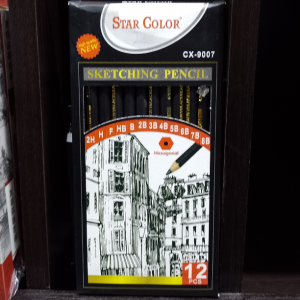 STAR COLOR
NEW
CX-9007
SKETCHING PENCIL
2H H F HB B 2B 3B 4B 5B 6B 7B 8B
Hexagonal
12
PCS